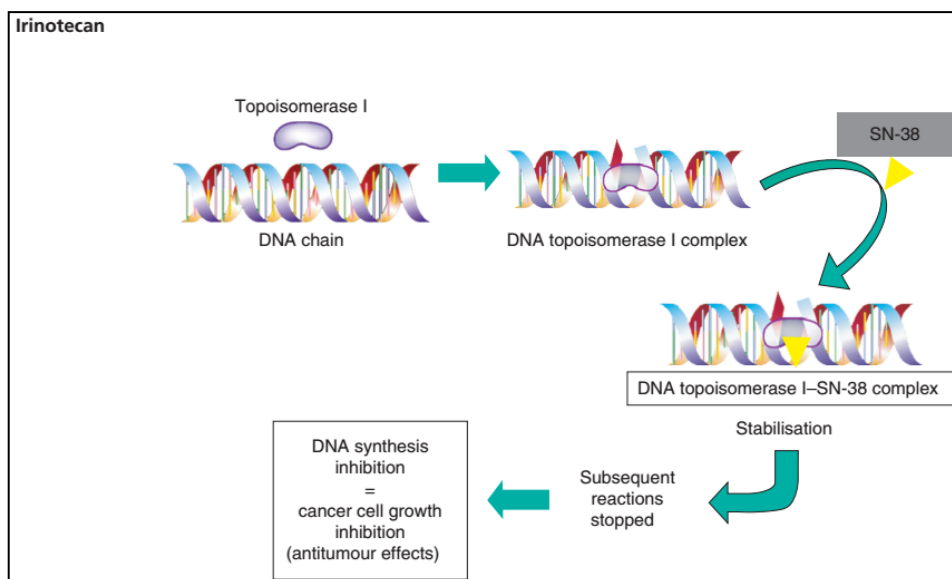 Irinotecan
Topoisomerase I
SN-38
DNA chain
DNA topoisomerase I complex
DNA topoisomerase I–SN-38 complex
Stabilisation
Subsequent
reactions
stopped
DNA synthesis
inhibition
=
cancer cell growth
inhibition
(antitumour effects)